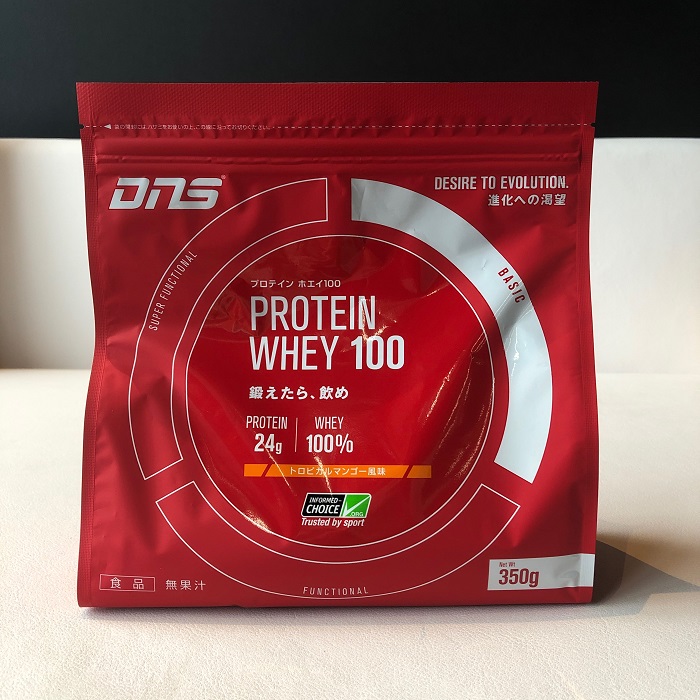 DNS
DESIRE TO EVOLUTION.
進化への渇望
SUPER FUNCTIONAL
BASIC
プロテイン ホエイ100
PROTEIN
WHEY 100
鍛えたら、飲め
PROTEIN
24g
WHEY
100%
トロピカルマンゴー風味
INFORMED-
CHOICE
.ORG
Trusted by sport
Net Wt.
350g
食品 無果汁
FUNCTIONAL